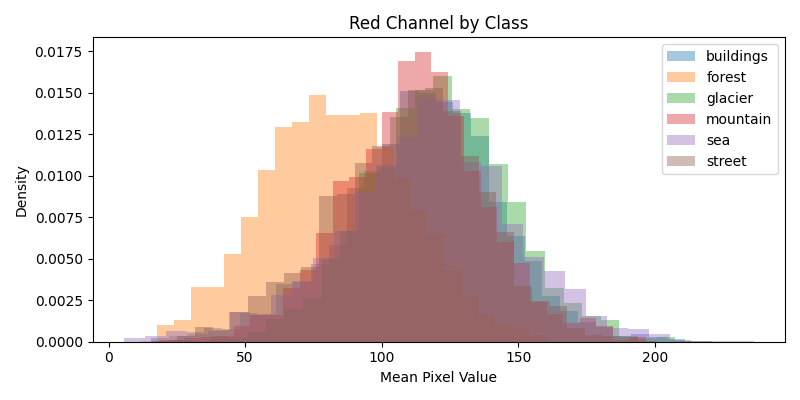 Red Channel by Class
0.0175
0.0150
0.0125
0.0100
0.0075
0.0050
0.0025
0.0000
Density
buildings
forest
glacier
mountain
sea
street
0 50 100 150 200
Mean Pixel Value